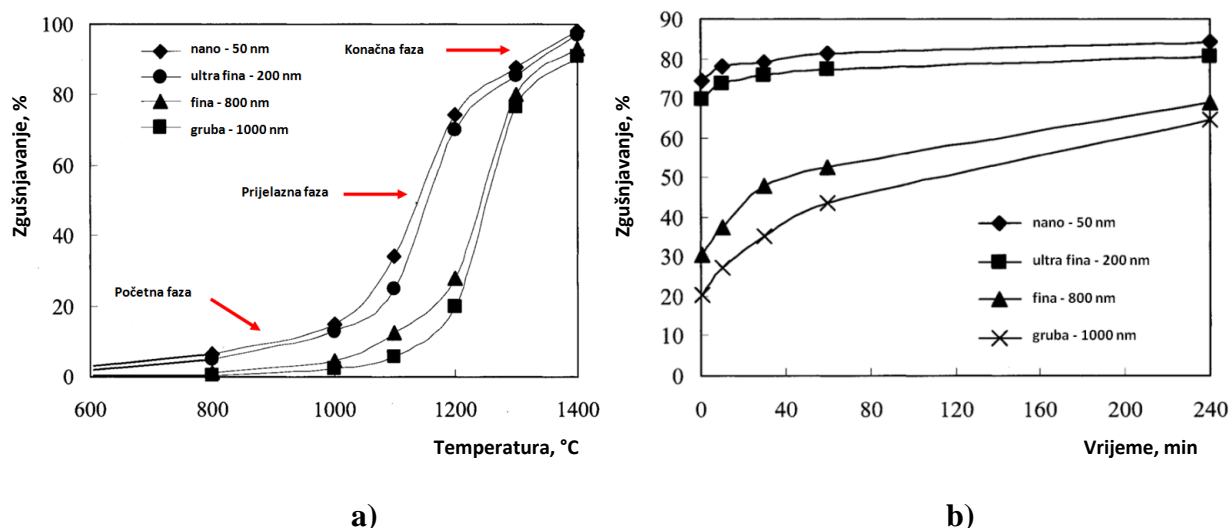 100
80
60
40
20
0
Zgušnjavanje, %
nano - 50 nm
ultra fina - 200 nm
fina - 800 nm
gruba - 1000 nm
Konačna faza
Prijelazna faza
Početna faza
600 800 1000 1200 1400
Temperatura, °C
a)
90
80
70
60
50
40
30
20
10
0
Zgušnjavanje, %
nano - 50 nm
ultra fina - 200 nm
fina - 800 nm
gruba - 1000 nm
0 40 80 120 160 200 240
Vrijeme, min
b)